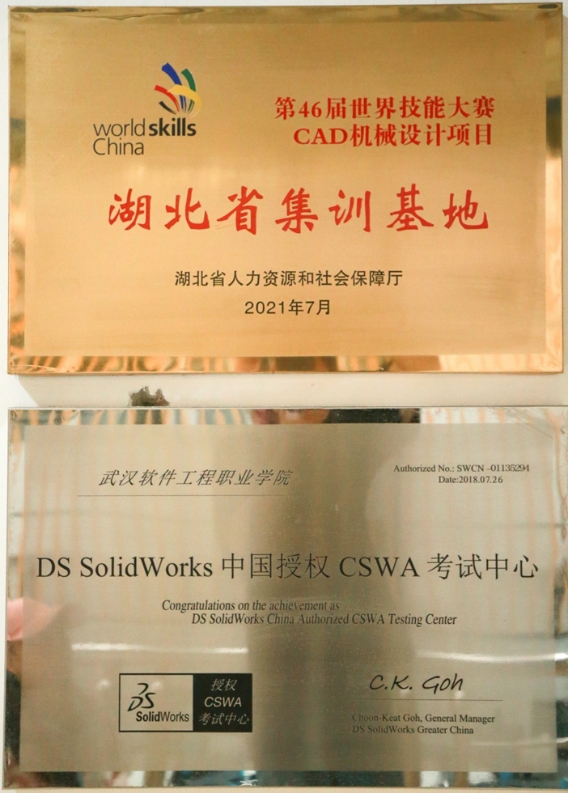 worldskills
China
第46届世界技能大赛
CAD机械设计项目
湖北省集训基地
湖北省人力资源和社会保障厅
2021年7月
武汉软件工程职业学院
Authorized No.: SWCN -01135294
Date:2018.07.26
DS SolidWorks 中国授权 CSWA 考试中心
Congratulations on the achievement as
DS SolidWorks China Authorized CSWA Testing Center
DS
SolidWorks
授权
CSWA
考试中心
C.K. Goh
Choon-Keat Goh, General Manager
DS SolidWorks Greater China